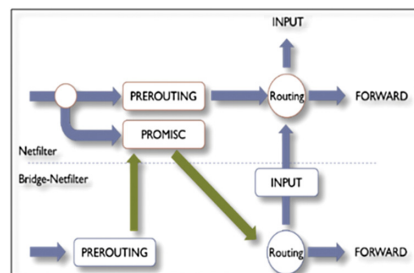 INPUT
PREROUTING
Routing
FORWARD
PROMISC
Netfilter
Bridge-Netfilter
INPUT
PREROUTING
Routing
FORWARD